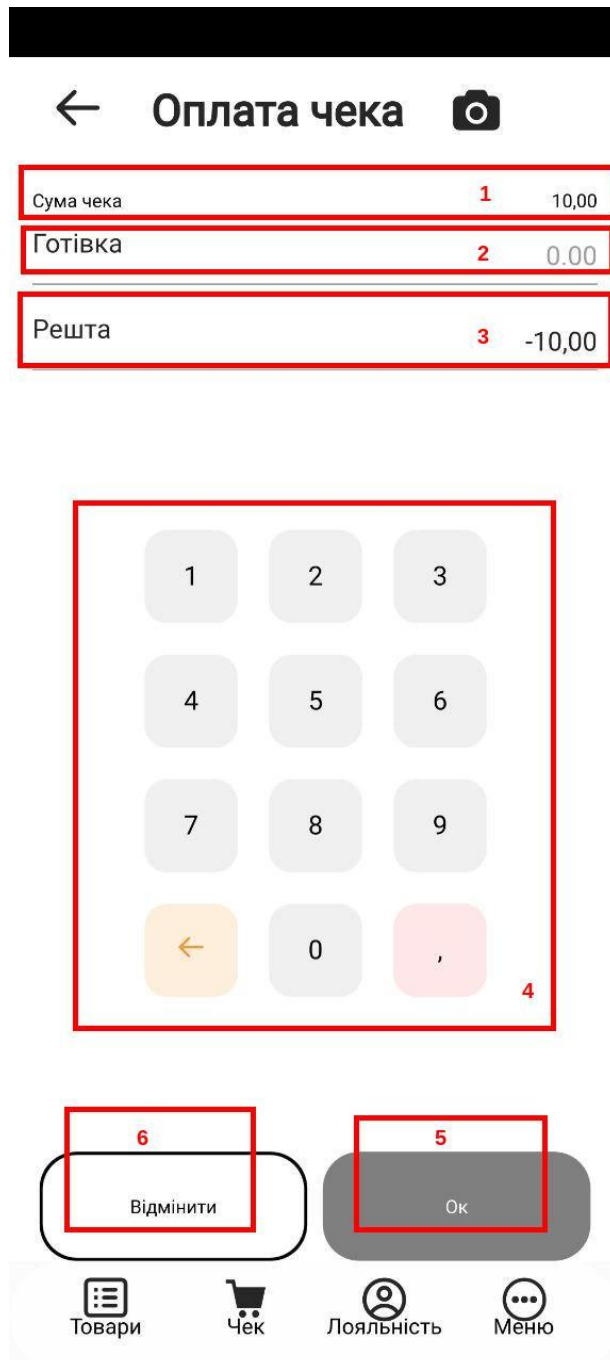 Оплата чека
Сума чека 1 10,00
Готівка 2 0.00
Решта 3 -10,00
1 2 3
4 5 6
7 8 9
← 0 ,
4
6 5
Відмінити Ок
Товари Чек Лояльність Меню